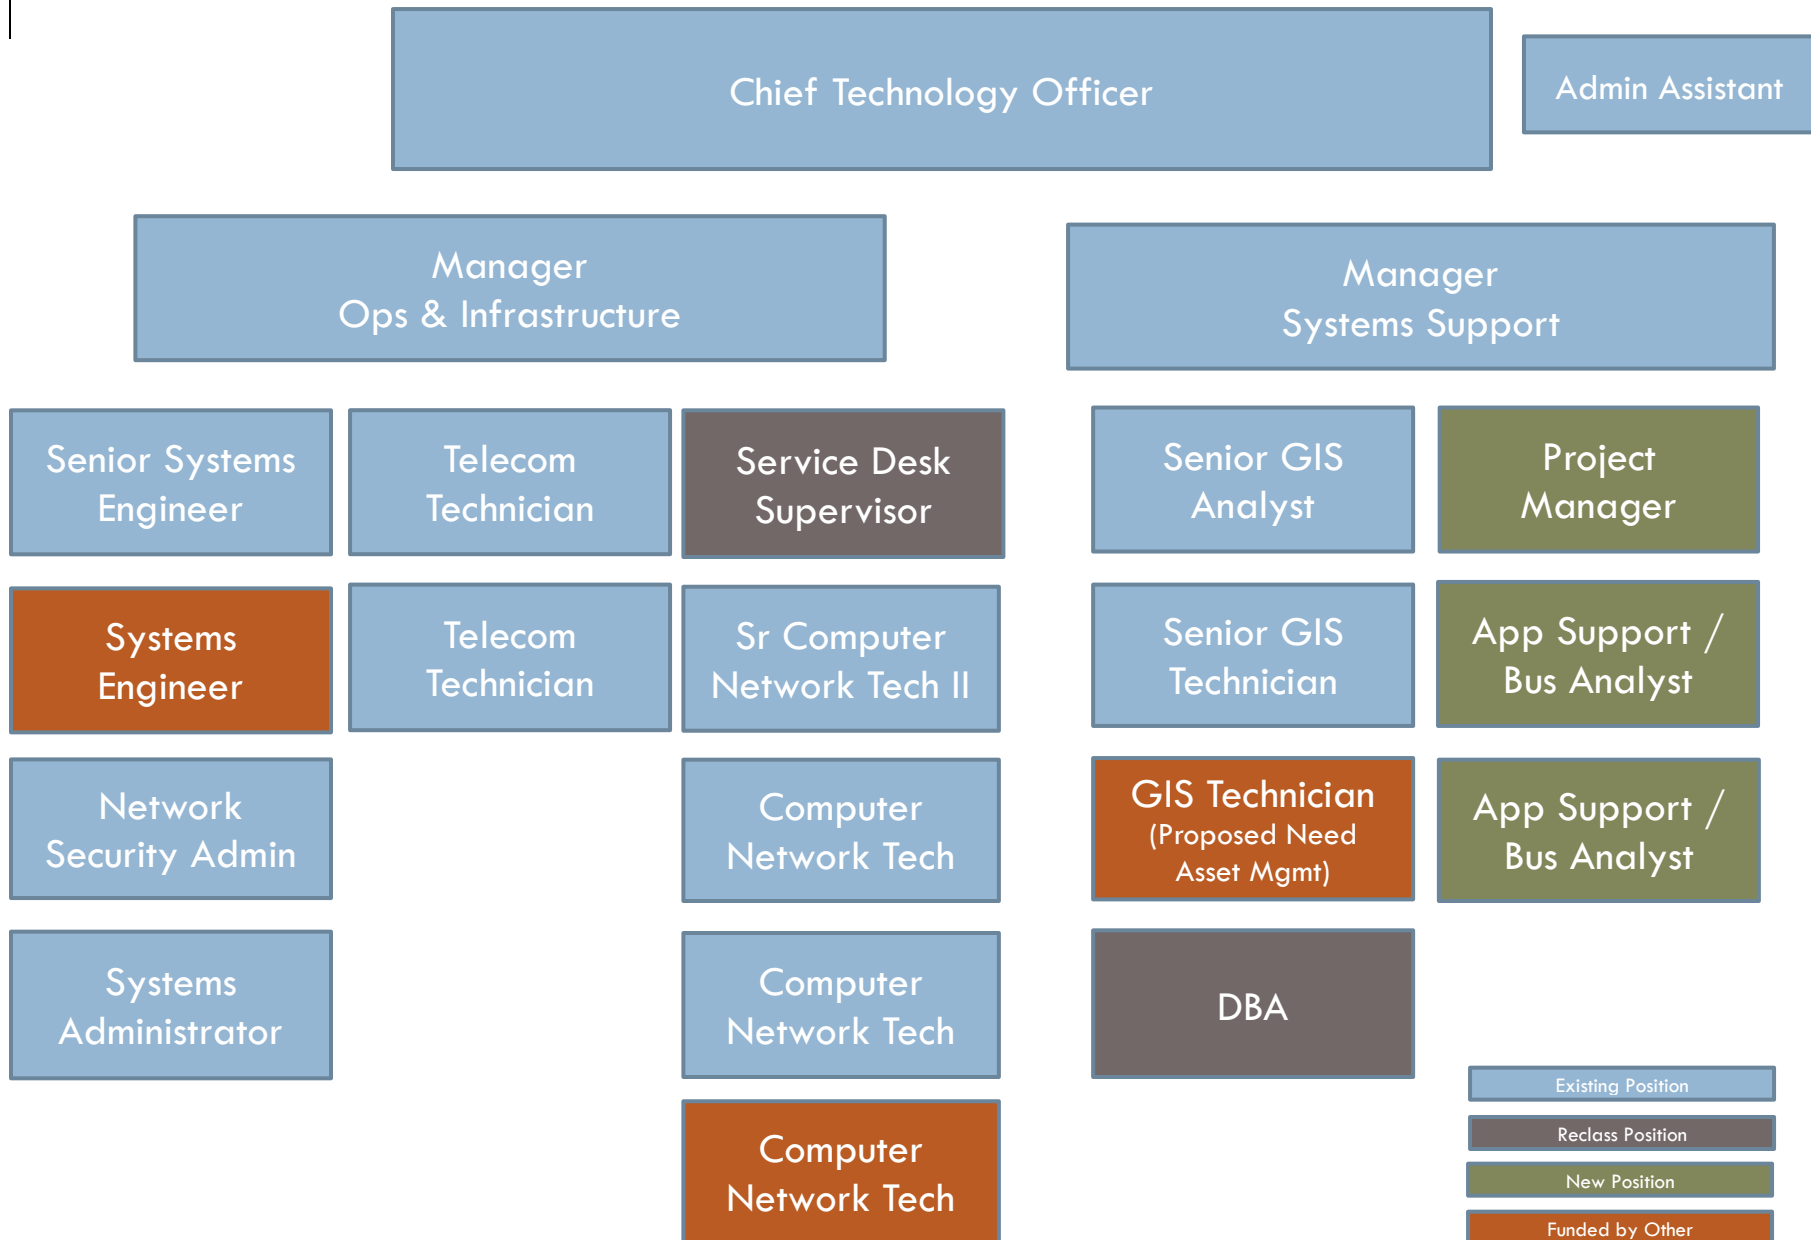 Chief Technology Officer
Admin Assistant
Manager
Ops & Infrastructure
Manager
Systems Support
Senior Systems
Engineer
Telecom
Technician
Service Desk
Supervisor
Senior GIS
Analyst
Project
Manager
Systems
Engineer
Telecom
Technician
Sr Computer
Network Tech II
Senior GIS
Technician
App Support /
Bus Analyst
Network
Security Admin
Computer
Network Tech
GIS Technician
(Proposed Need
Asset Mgmt)
App Support /
Bus Analyst
Systems
Administrator
Computer
Network Tech
DBA
Computer
Network Tech
Existing Position
Reclass Position
New Position
Funded by Other